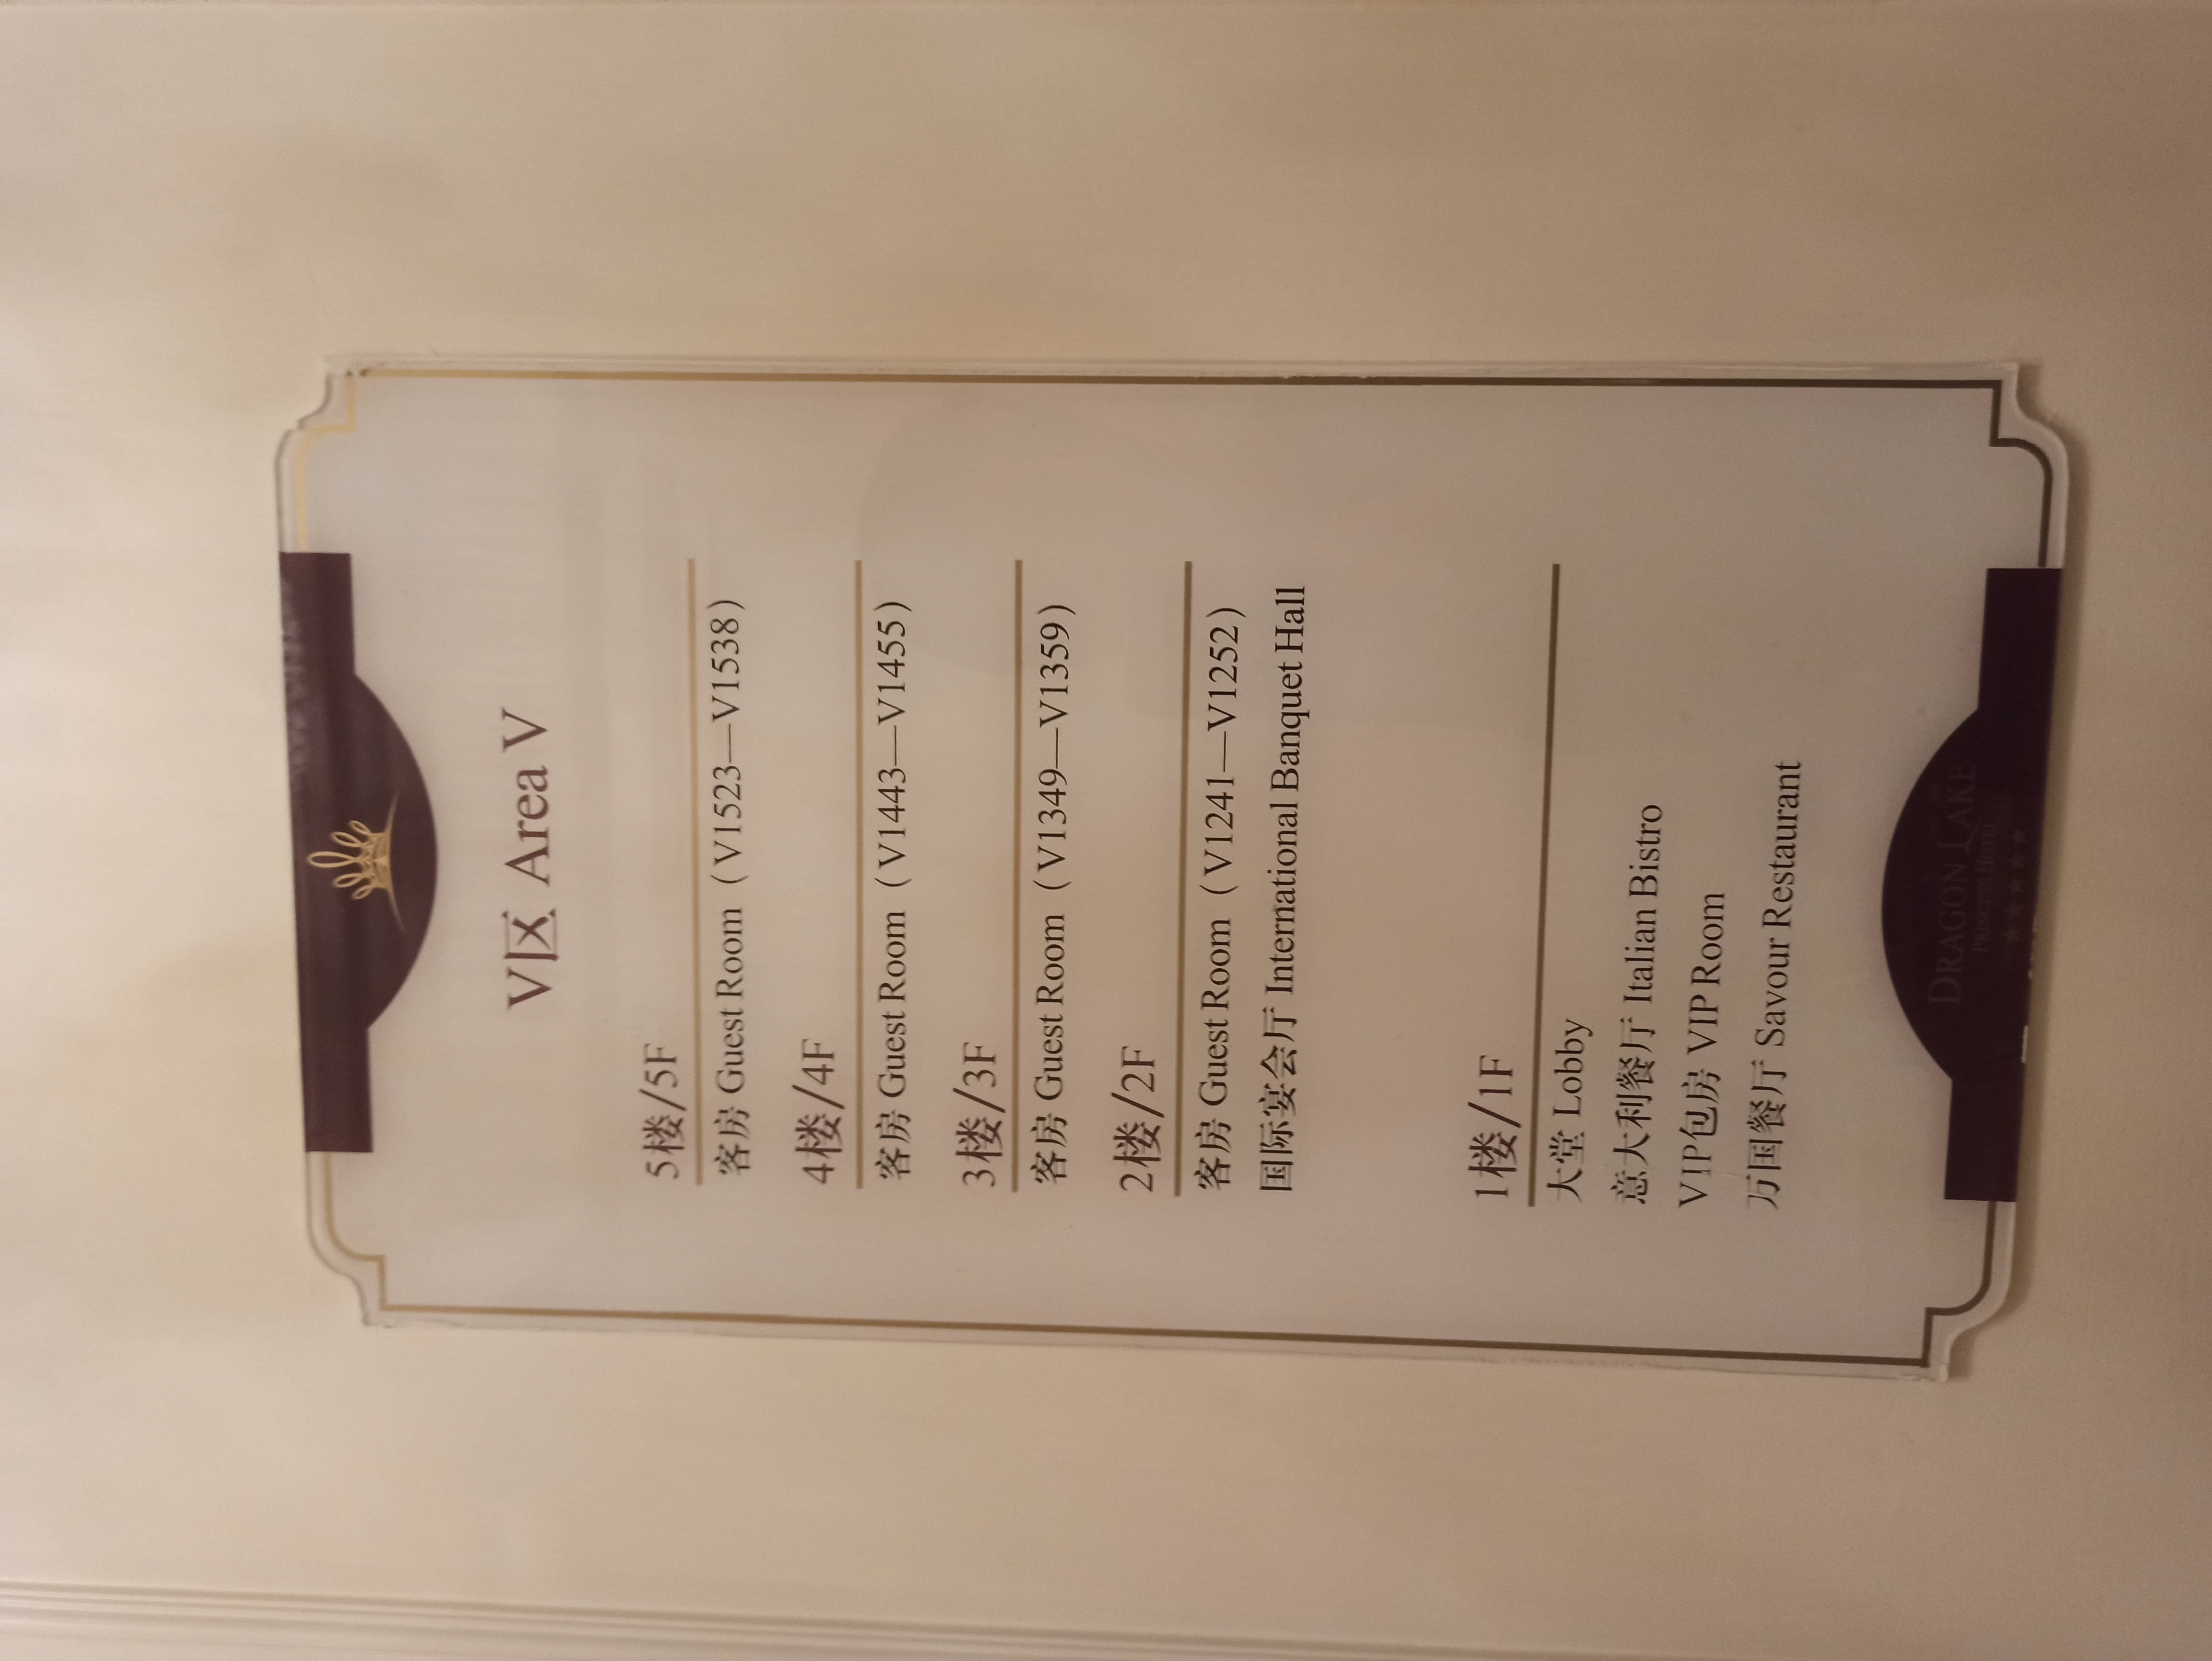 V区 Area V
5楼/5F
客房 Guest Room（V1523—V1538）
4楼/4F
客房 Guest Room（V1443—V1455）
3楼/3F
客房 Guest Room（V1349—V1359）
2楼/2F
客房 Guest Room（V1241—V1252）
国际宴会厅 International Banquet Hall
1楼/1F
大堂 Lobby
意大利餐厅 Italian Bistro
VIP包房 VIP Room
万国餐厅 Savour Restaurant
DRAGON LAKE
PRINCESS HOTEL